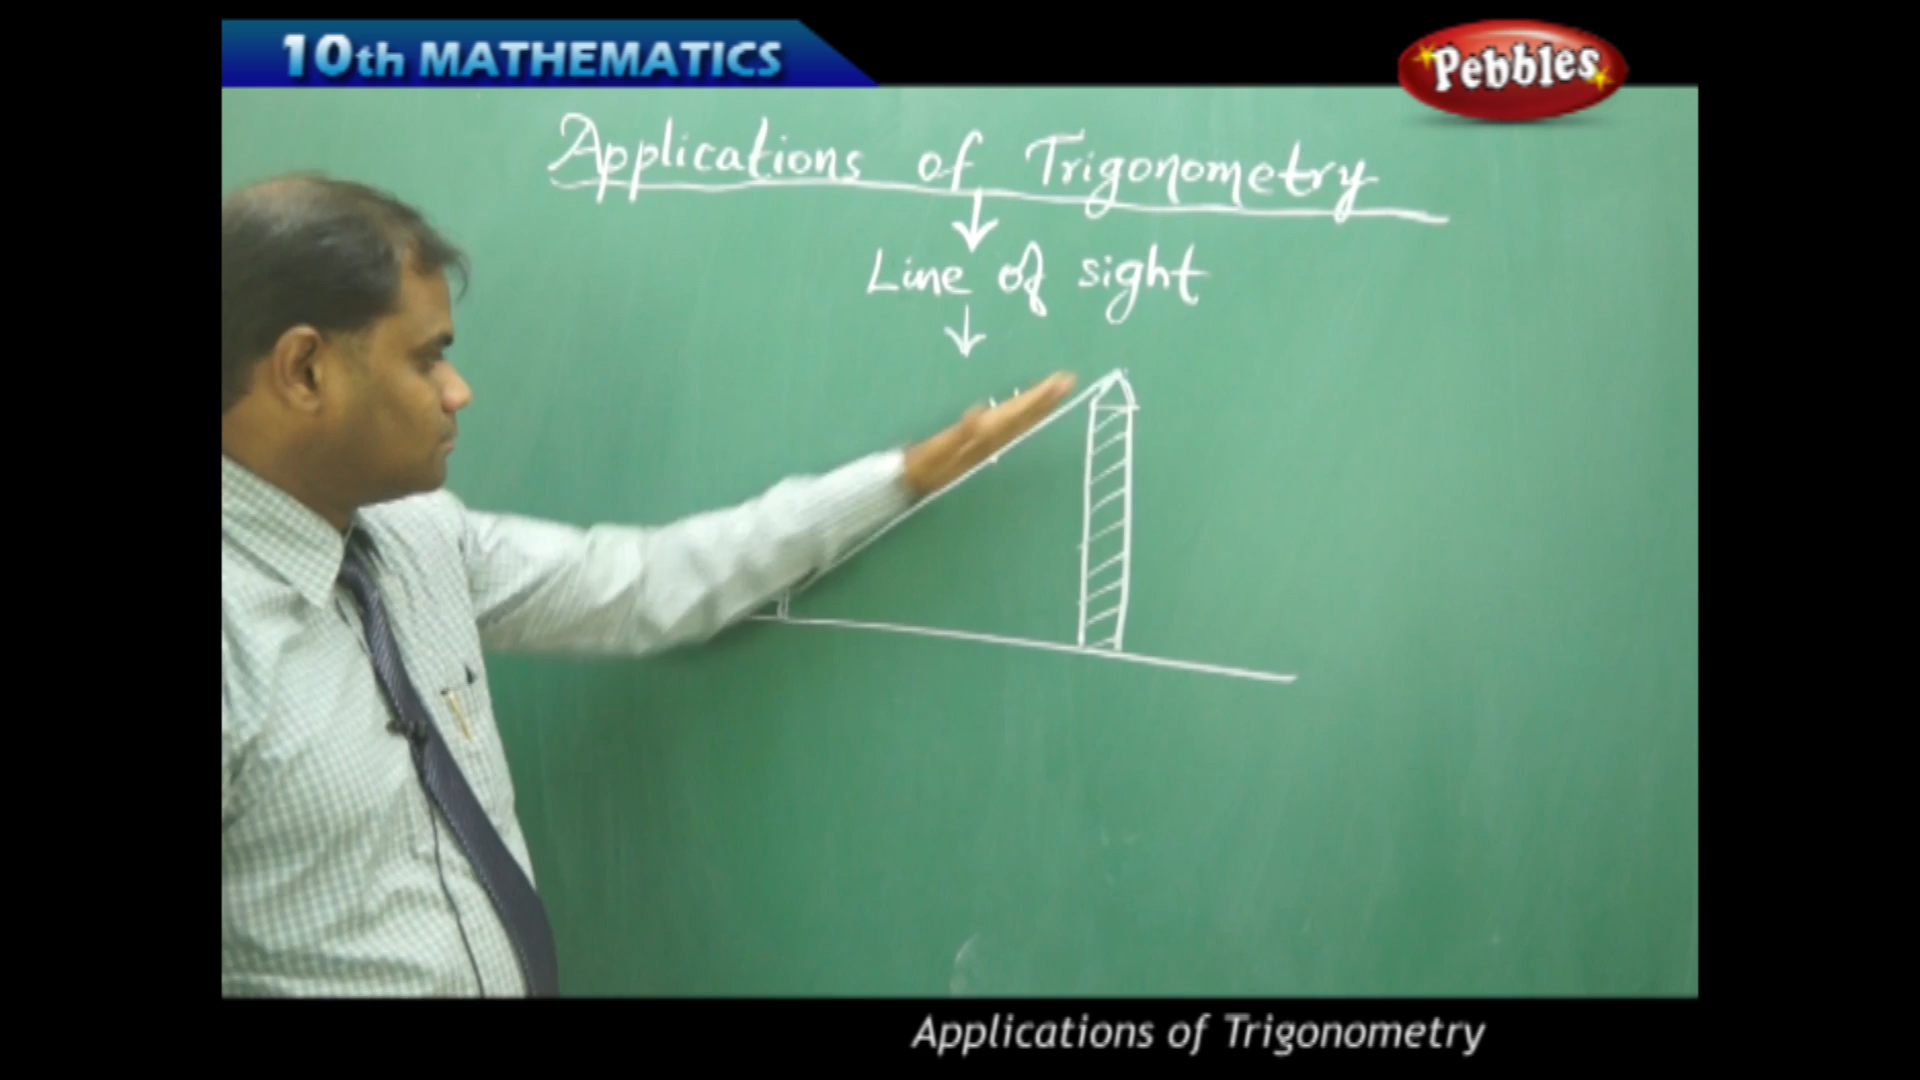 10th MATHEMATICS
Pebbles
Applications of Trigonometry
Line of sight
Applications of Trigonometry